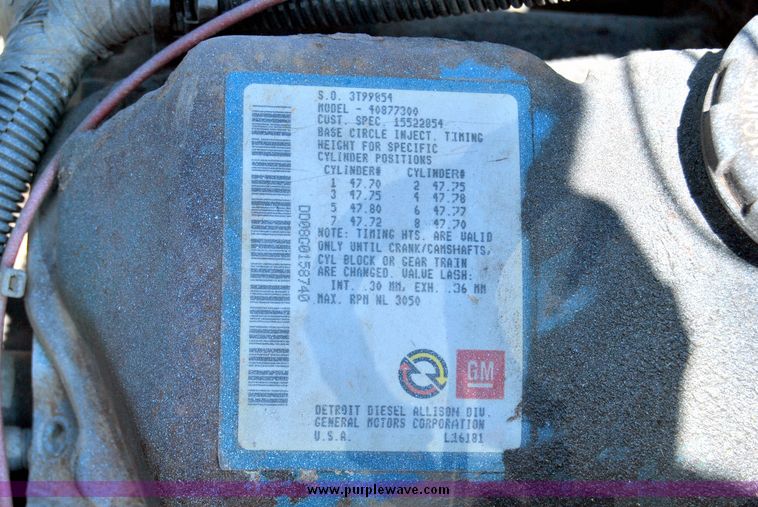 S.O. 3T99854
MODEL - 40877300
CUST. SPEC. 15522854
BASE CIRCLE INJECT. TIMING
HEIGHT FOR SPECIFIC
CYLINDER POSITIONS
CYLINDER# CYLINDER#
1 47.70 2 47.75
3 47.75 4 47.78
5 47.80 6 47.77
7 47.72 8 47.70
NOTE: TIMING HTS. ARE VALID
ONLY UNTIL CRANK/CAMSHAFTS,
CYL BLOCK OR GEAR TRAIN
ARE CHANGED. VALUE LASH:
INT. .30 MM, EXH. .36 MM
MAX. RPM NL 3050
DD08G0158740
GM
DETROIT DIESEL ALLISON DIV.
GENERAL MOTORS CORPORATION
U.S.A. L16181
www.purplewave.com